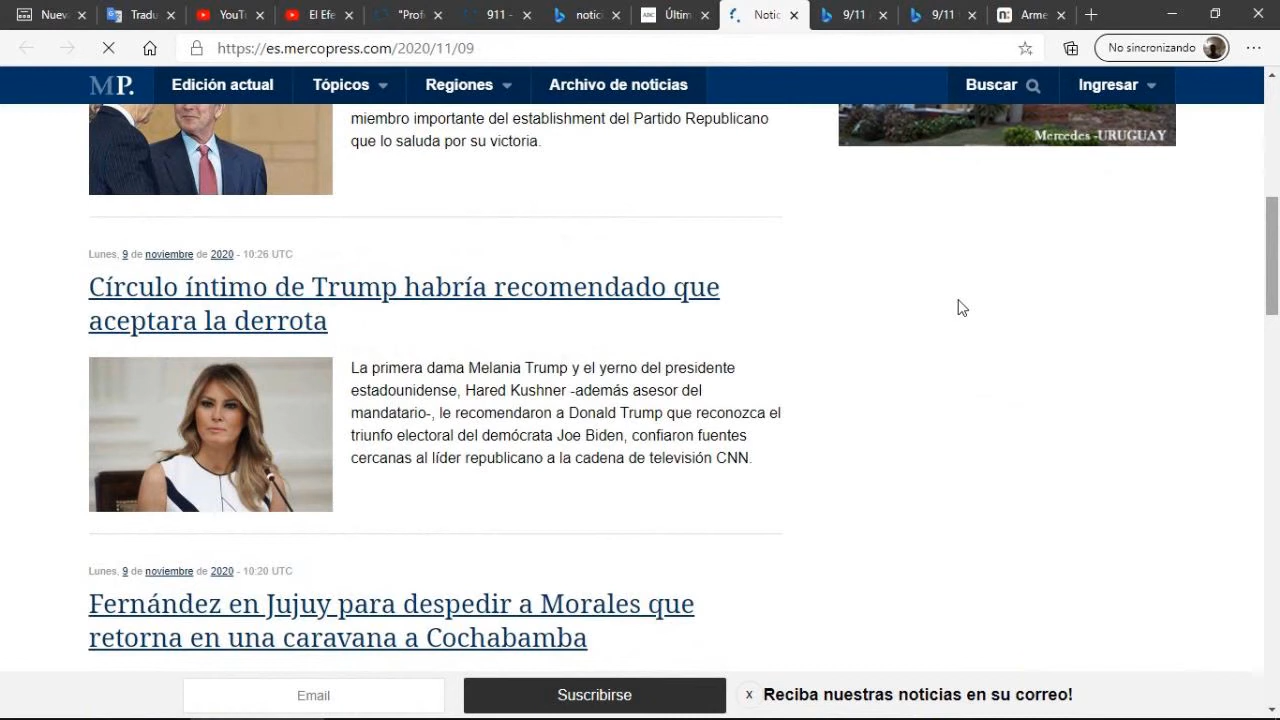 Nueva
Tradu
YouTu
El Efe
"Profe
911 -
notici
ABC
Últim
Notic
9/11
9/11
n:
Arme
https://es.mercopress.com/2020/11/09
No sincronizando
MP.
Edición actual
Tópicos
Regiones
Archivo de noticias
Buscar
Ingresar
miembro importante del establishment del Partido Republicano
que lo saluda por su victoria.
Mercedes -URUGUAY
Lunes, 9 de noviembre de 2020 - 10:26 UTC
Círculo íntimo de Trump habría recomendado que
aceptara la derrota
La primera dama Melania Trump y el yerno del presidente
estadounidense, Hared Kushner -además asesor del
mandatario-, le recomendaron a Donald Trump que reconozca el
triunfo electoral del demócrata Joe Biden, confiaron fuentes
cercanas al líder republicano a la cadena de televisión CNN.
Lunes, 9 de noviembre de 2020 - 10:20 UTC
Fernández en Jujuy para despedir a Morales que
retorna en una caravana a Cochabamba
Email
Suscribirse
x
Reciba nuestras noticias en su correo!